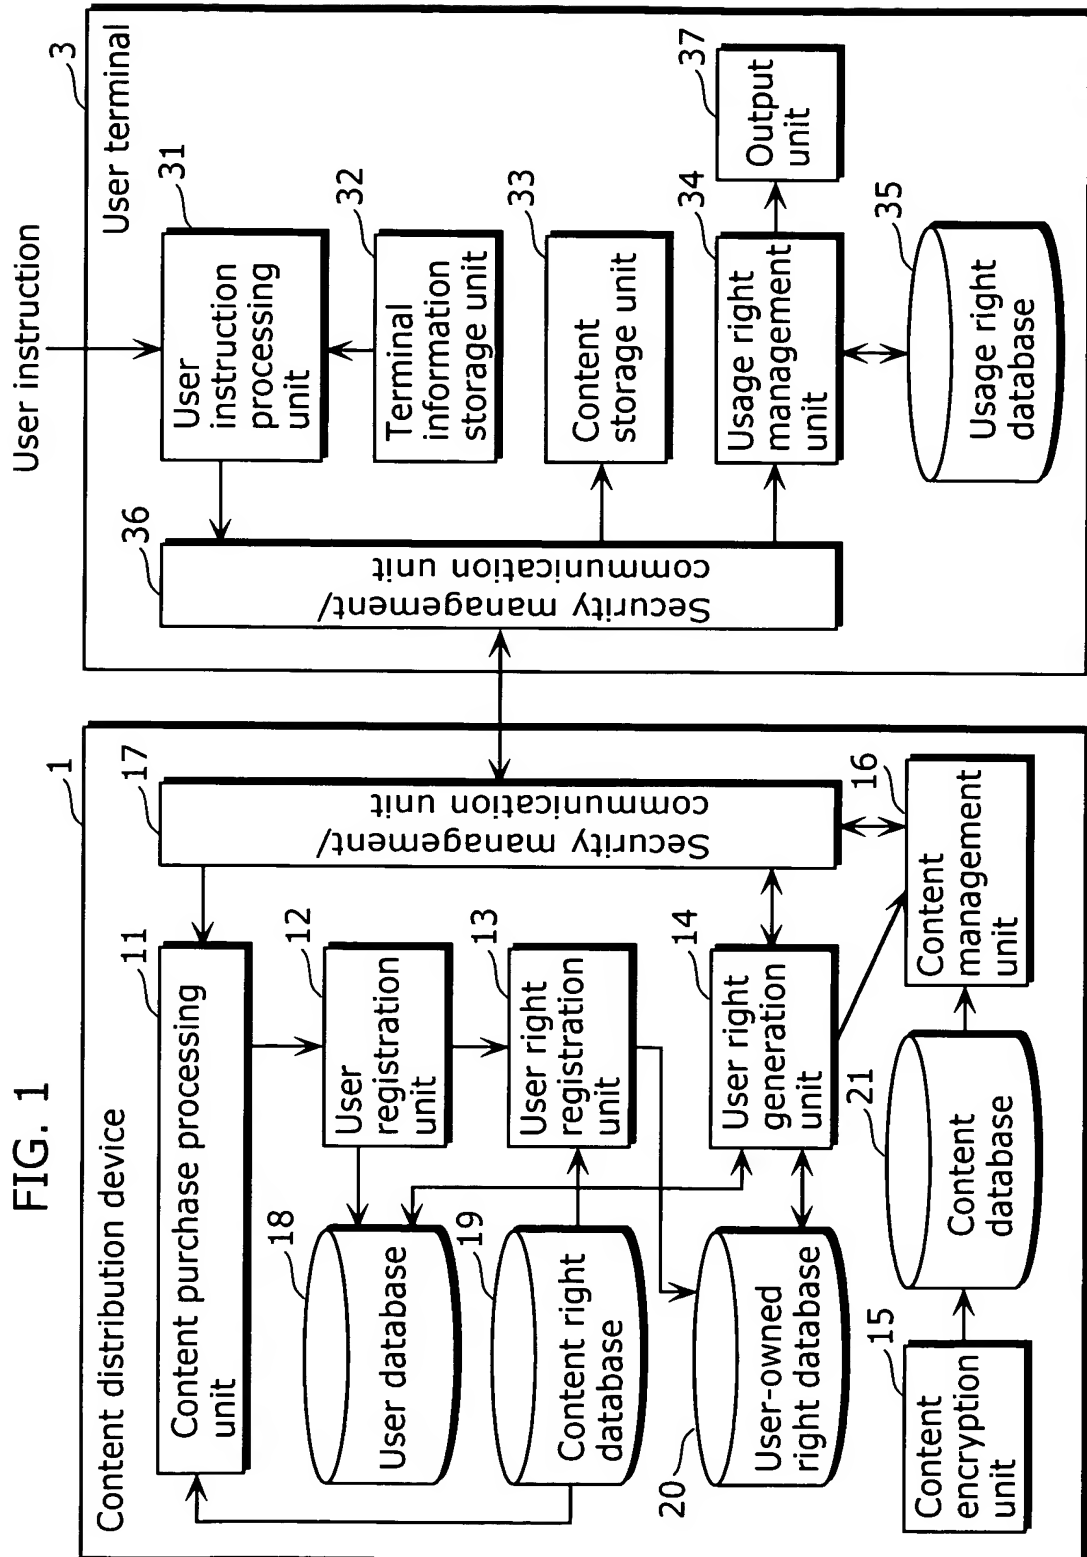 FIG. 1
Content distribution device
1
Content purchase processing
unit
11
17
Security management/
communication unit
User
registration
unit
12
User database
18
User right
registration
unit
13
Content right
database
19
User right
generation
unit
14
User-owned
right database
20
Content
encryption
unit
15
Content
database
21
Content
management
unit
16
User instruction
3
User terminal
36
Security management/
communication unit
User
instruction
processing
unit
31
Terminal
information
storage unit
32
Content
storage unit
33
Usage right
management
unit
34
Output
unit
37
Usage right
database
35